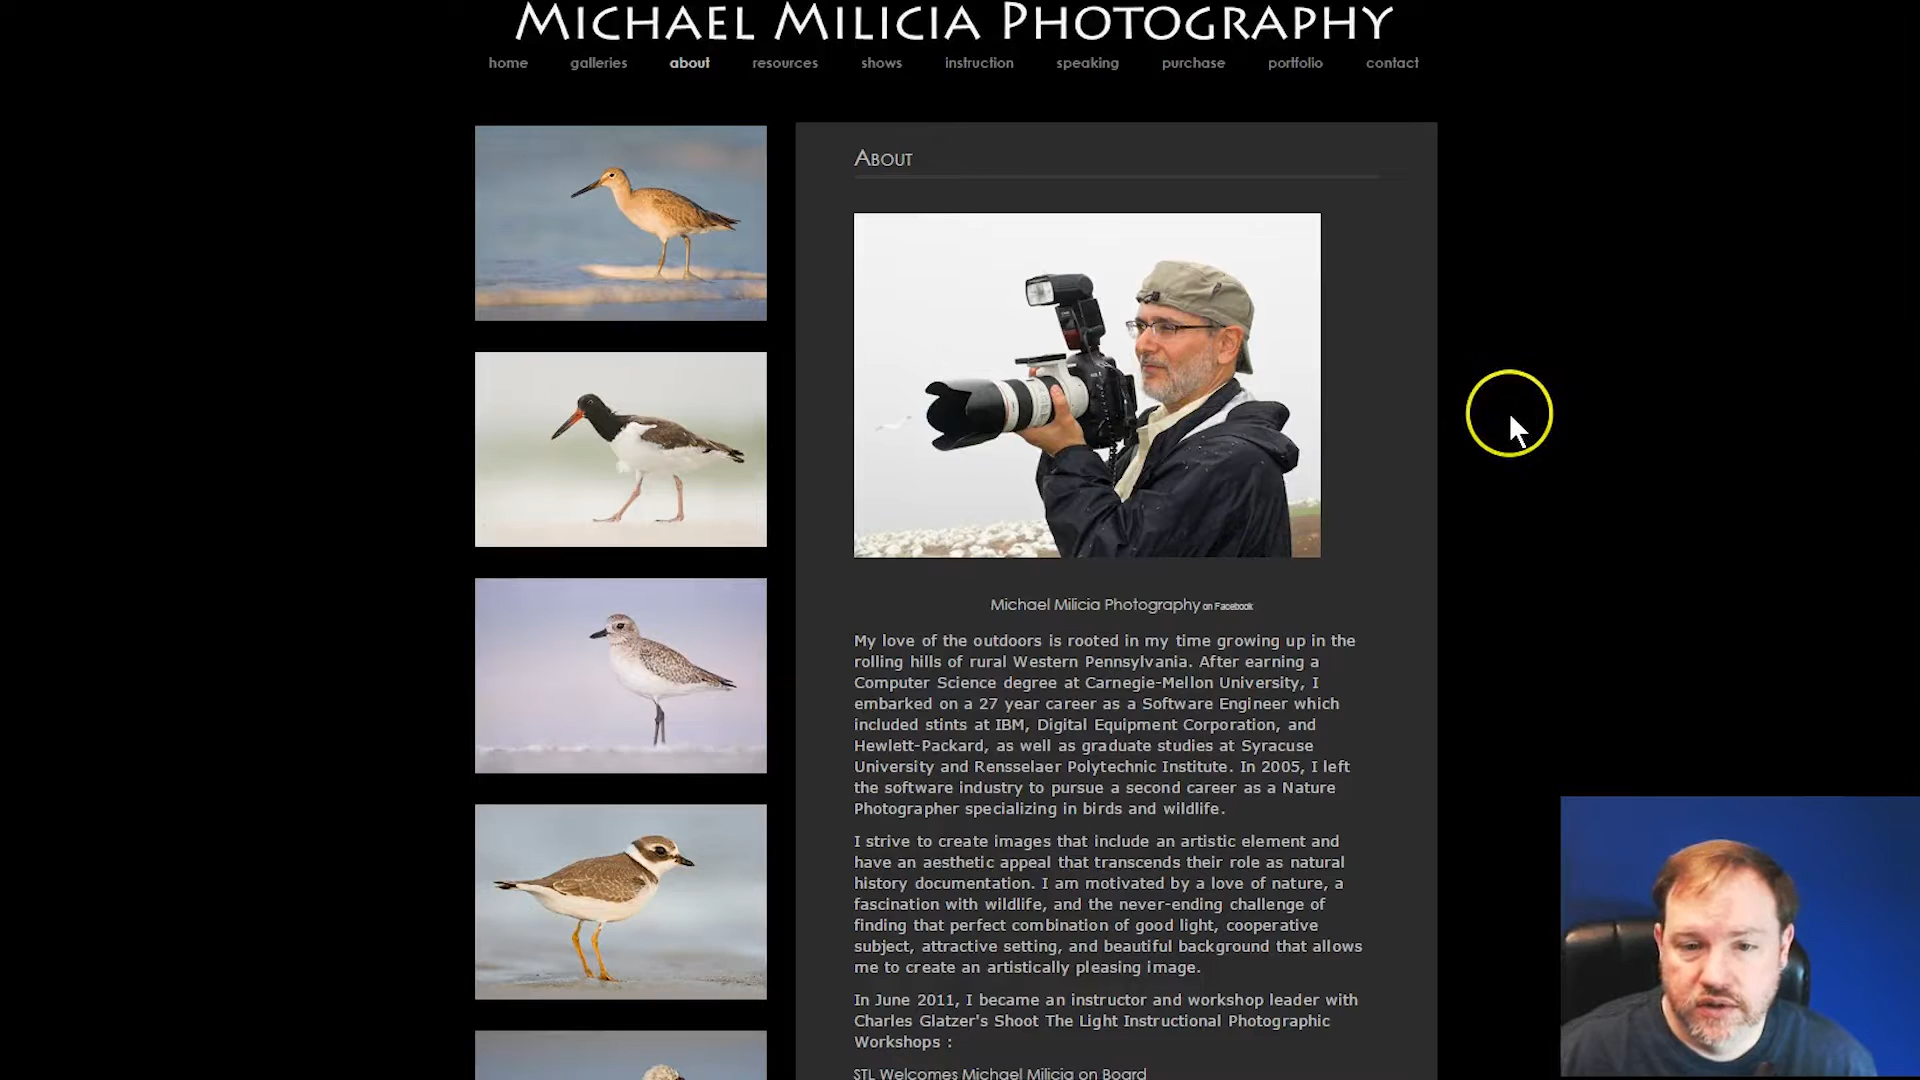 MICHAEL MILICIA PHOTOGRAPHY
home galleries about resources shows instruction speaking purchase portfolio contact
ABOUT
Michael Milicia Photography on Facebook
My love of the outdoors is rooted in my time growing up in the
rolling hills of rural Western Pennsylvania. After earning a
Computer Science degree at Carnegie-Mellon University, I
embarked on a 27 year career as a Software Engineer which
included stints at IBM, Digital Equipment Corporation, and
Hewlett-Packard, as well as graduate studies at Syracuse
University and Rensselaer Polytechnic Institute. In 2005, I left
the software industry to pursue a second career as a Nature
Photographer specializing in birds and wildlife.
I strive to create images that include an artistic element and
have an aesthetic appeal that transcends their role as natural
history documentation. I am motivated by a love of nature, a
fascination with wildlife, and the never-ending challenge of
finding that perfect combination of good light, cooperative
subject, attractive setting, and beautiful background that allows
me to create an artistically pleasing image.
In June 2011, I became an instructor and workshop leader with
Charles Glatzer's Shoot The Light Instructional Photographic
Workshops :
STL Welcomes Michael Milicia on Board